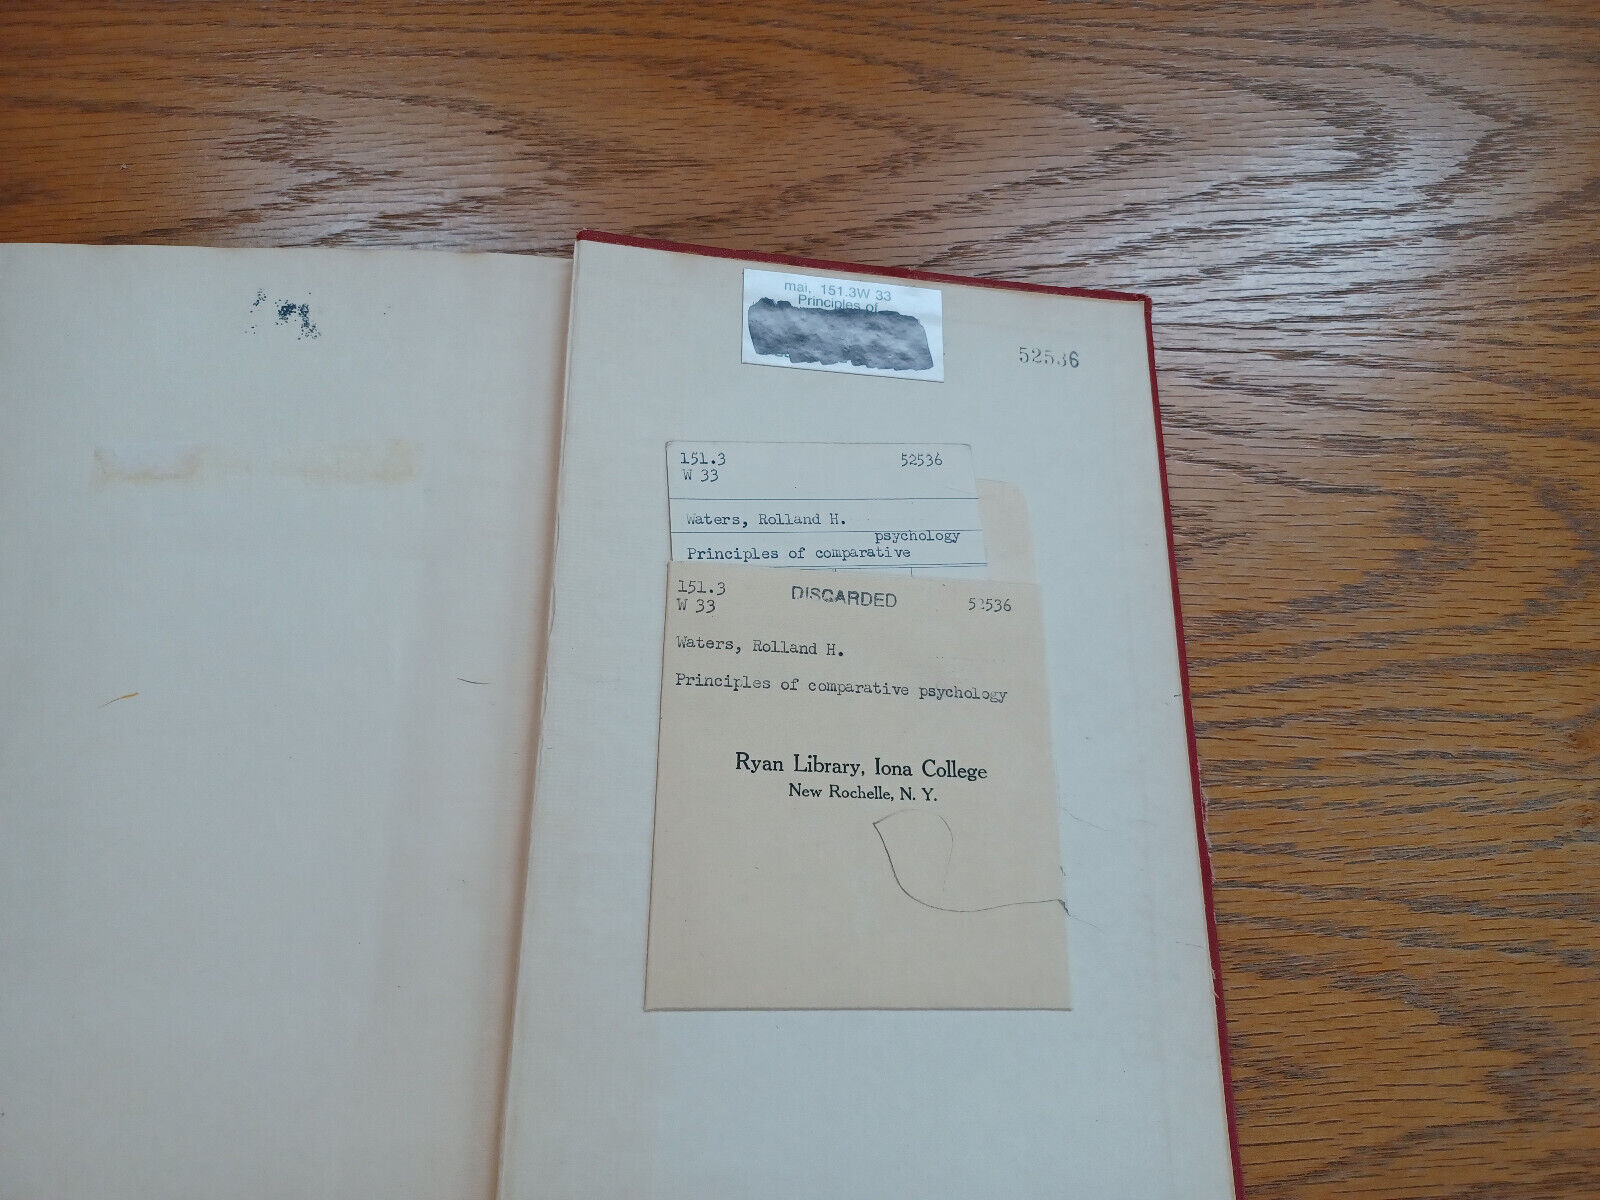 mai, 151.3W 33
Principles of
52536
151.3 52536
W 33
Waters, Rolland H.
psychology
Principles of comparative
151.3 DISCARDED 52536
W 33
Waters, Rolland H.
Principles of comparative psychology
Ryan Library, Iona College
New Rochelle, N. Y.